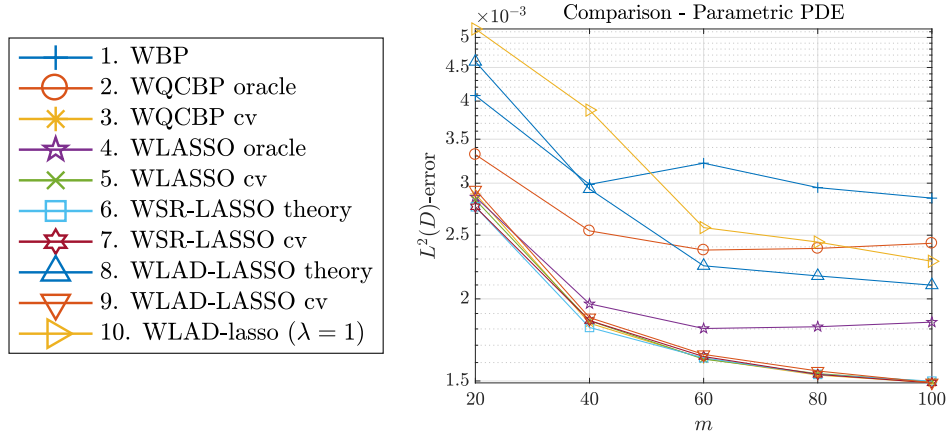 1. WBP
2. WQCBP oracle
3. WQCBP cv
4. WLASSO oracle
5. WLASSO cv
6. WSR-LASSO theory
7. WSR-LASSO cv
8. WLAD-LASSO theory
9. WLAD-LASSO cv
10. WLAD-lasso (λ = 1)
×10⁻³
Comparison - Parametric PDE
5
4.5
4
3.5
3
2.5
2
1.5
L²(D)-error
20
40
60
80
100
m